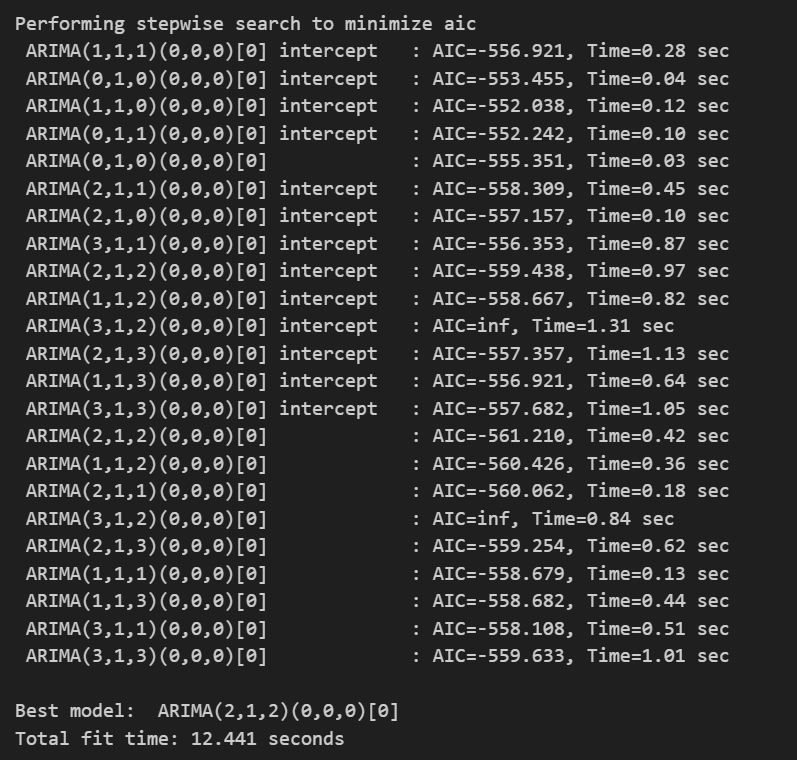 Performing stepwise search to minimize aic
 ARIMA(1,1,1)(0,0,0)[0] intercept   : AIC=-556.921, Time=0.28 sec
 ARIMA(0,1,0)(0,0,0)[0] intercept   : AIC=-553.455, Time=0.04 sec
 ARIMA(1,1,0)(0,0,0)[0] intercept   : AIC=-552.038, Time=0.12 sec
 ARIMA(0,1,1)(0,0,0)[0] intercept   : AIC=-552.242, Time=0.10 sec
 ARIMA(0,1,0)(0,0,0)[0]             : AIC=-555.351, Time=0.03 sec
 ARIMA(2,1,1)(0,0,0)[0] intercept   : AIC=-558.309, Time=0.45 sec
 ARIMA(2,1,0)(0,0,0)[0] intercept   : AIC=-557.157, Time=0.10 sec
 ARIMA(3,1,1)(0,0,0)[0] intercept   : AIC=-556.353, Time=0.87 sec
 ARIMA(2,1,2)(0,0,0)[0] intercept   : AIC=-559.438, Time=0.97 sec
 ARIMA(1,1,2)(0,0,0)[0] intercept   : AIC=-558.667, Time=0.82 sec
 ARIMA(3,1,2)(0,0,0)[0] intercept   : AIC=inf, Time=1.31 sec
 ARIMA(2,1,3)(0,0,0)[0] intercept   : AIC=-557.357, Time=1.13 sec
 ARIMA(1,1,3)(0,0,0)[0] intercept   : AIC=-556.921, Time=0.64 sec
 ARIMA(3,1,3)(0,0,0)[0] intercept   : AIC=-557.682, Time=1.05 sec
 ARIMA(2,1,2)(0,0,0)[0]             : AIC=-561.210, Time=0.42 sec
 ARIMA(1,1,2)(0,0,0)[0]             : AIC=-560.426, Time=0.36 sec
 ARIMA(2,1,1)(0,0,0)[0]             : AIC=-560.062, Time=0.18 sec
 ARIMA(3,1,2)(0,0,0)[0]             : AIC=inf, Time=0.84 sec
 ARIMA(2,1,3)(0,0,0)[0]             : AIC=-559.254, Time=0.62 sec
 ARIMA(1,1,1)(0,0,0)[0]             : AIC=-558.679, Time=0.13 sec
 ARIMA(1,1,3)(0,0,0)[0]             : AIC=-558.682, Time=0.44 sec
 ARIMA(3,1,1)(0,0,0)[0]             : AIC=-558.108, Time=0.51 sec
 ARIMA(3,1,3)(0,0,0)[0]             : AIC=-559.633, Time=1.01 sec

Best model:  ARIMA(2,1,2)(0,0,0)[0]
Total fit time: 12.441 seconds